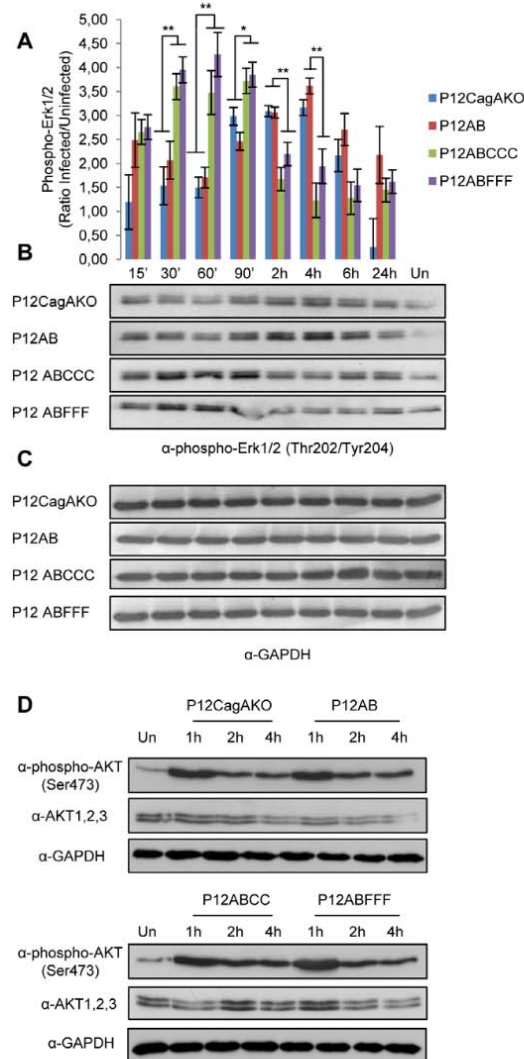 A
Phospho-Erk1/2
(Ratio Infected/Uninfected)
5,00
4,50
4,00
3,50
3,00
2,50
2,00
1,50
1,00
0,50
0,00
** ** * ** **
P12CagAKO
P12AB
P12ABCCC
P12ABFFF
15' 30' 60' 90' 2h 4h 6h 24h Un
B
P12CagAKO
P12AB
P12 ABCCC
P12 ABFFF
α-phospho-Erk1/2 (Thr202/Tyr204)
C
P12CagAKO
P12AB
P12 ABCCC
P12 ABFFF
α-GAPDH
D
P12CagAKO P12AB
Un 1h 2h 4h 1h 2h 4h
α-phospho-AKT
(Ser473)
α-AKT1,2,3
α-GAPDH
P12ABCC P12ABFFF
Un 1h 2h 4h 1h 2h 4h
α-phospho-AKT
(Ser473)
α-AKT1,2,3
α-GAPDH